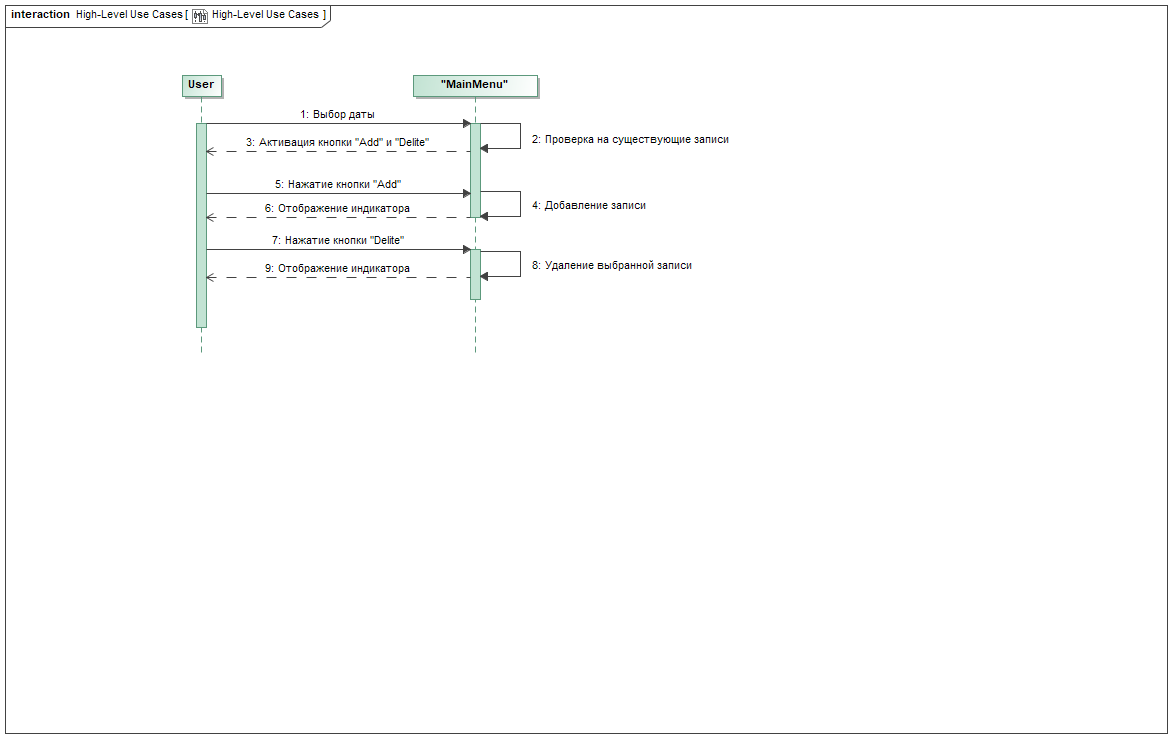 interaction High-Level Use Cases [ High-Level Use Cases ]
User
"MainMenu"
1: Выбор даты
2: Проверка на существующие записи
3: Активация кнопки "Add" и "Delite"
5: Нажатие кнопки "Add"
4: Добавление записи
6: Отображение индикатора
7: Нажатие кнопки "Delite"
8: Удаление выбранной записи
9: Отображение индикатора